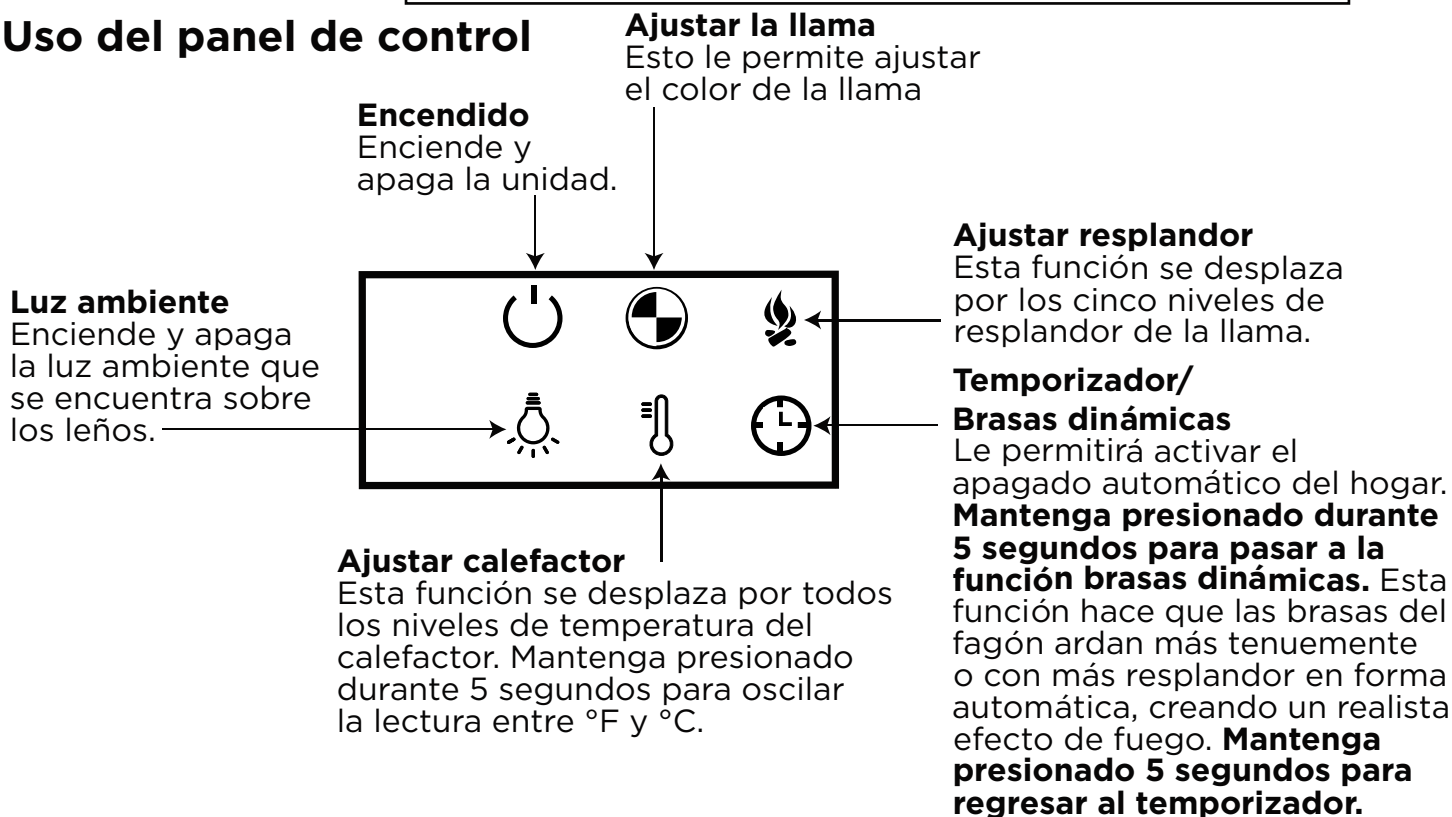 Uso del panel de control
Ajustar la llama
Esto le permite ajustar
el color de la llama
Encendido
Enciende y
apaga la unidad.
Luz ambiente
Enciende y apaga
la luz ambiente que
se encuentra sobre
los leños.
Ajustar resplandor
Esta función se desplaza
por los cinco niveles de
resplandor de la llama.
Temporizador/
Brasas dinámicas
Le permitirá activar el
apagado automático del hogar.
Mantenga presionado durante
5 segundos para pasar a la
función brasas dinámicas. Esta
función hace que las brasas del
fagón ardan más tenuemente
o con más resplandor en forma
automática, creando un realista
efecto de fuego. Mantenga
presionado 5 segundos para
regresar al temporizador.
Ajustar calefactor
Esta función se desplaza por todos
los niveles de temperatura del
calefactor. Mantenga presionado
durante 5 segundos para oscilar
la lectura entre °F y °C.